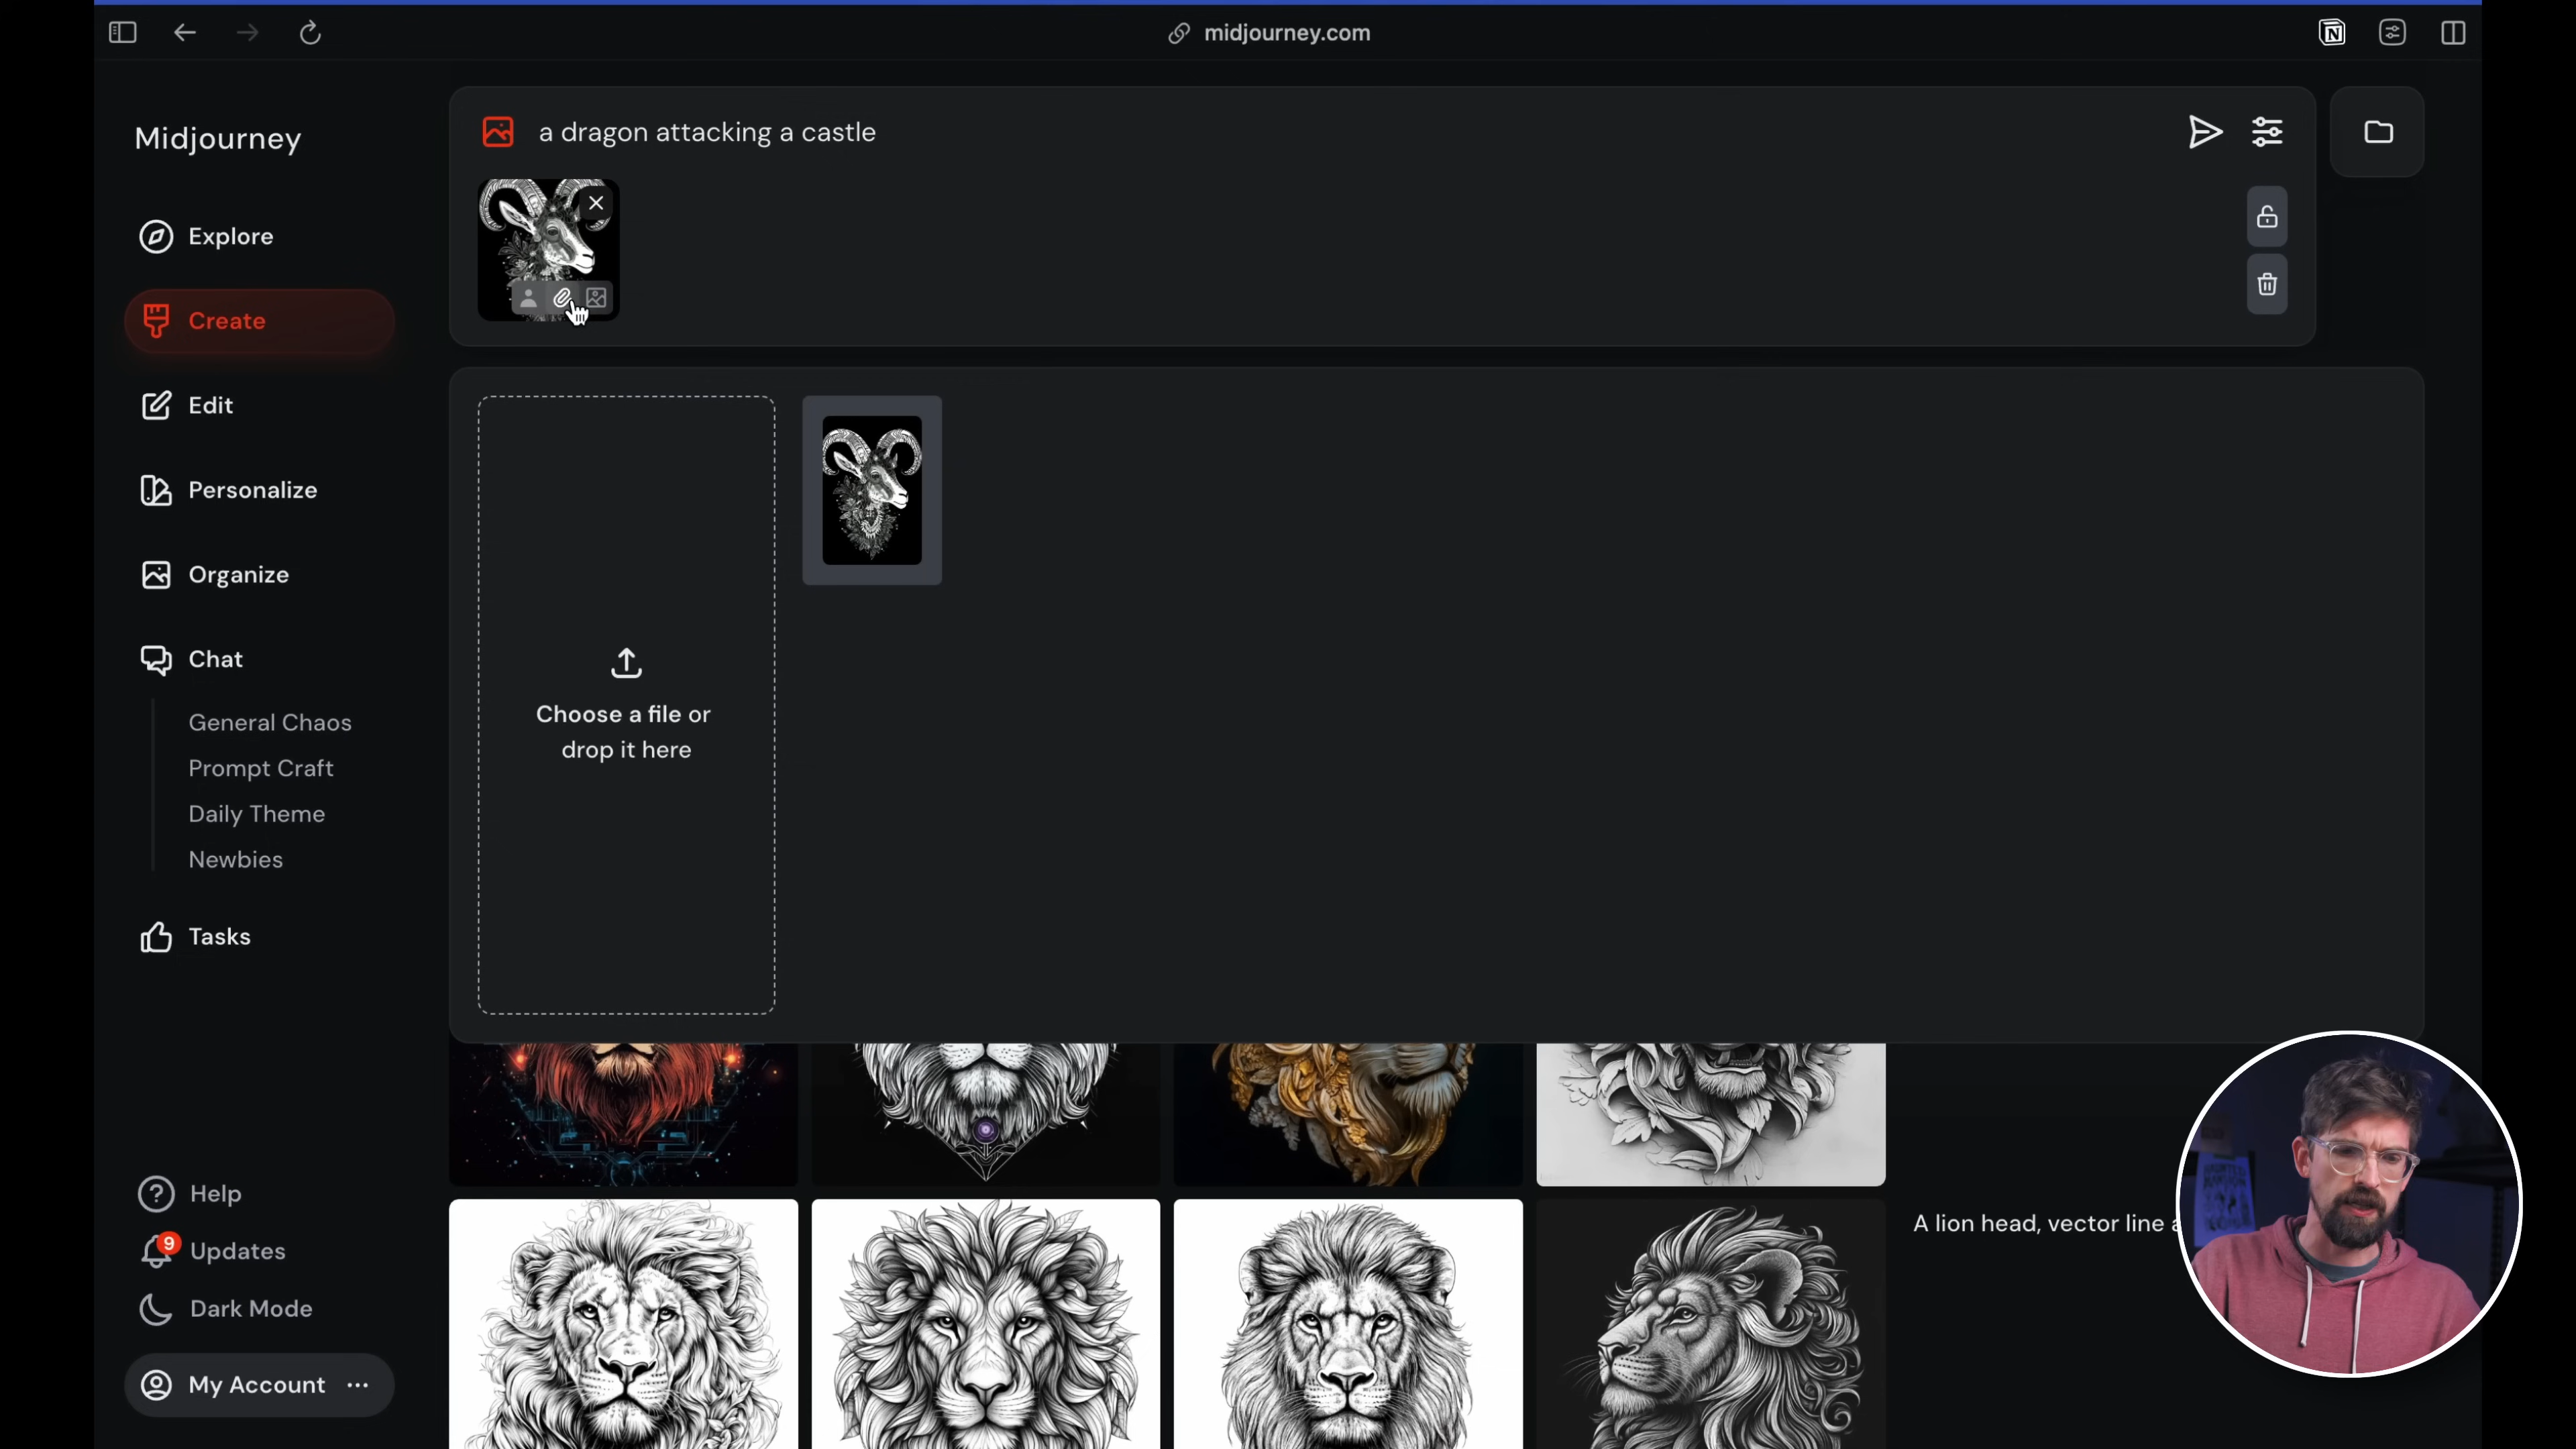 midjourney.com
Midjourney
a dragon attacking a castle
Explore
Create
Edit
Personalize
Organize
Chat
General Chaos
Prompt Craft
Daily Theme
Newbies
Tasks
Choose a file or
drop it here
Help
9
Updates
Dark Mode
My Account
A lion head, vector line